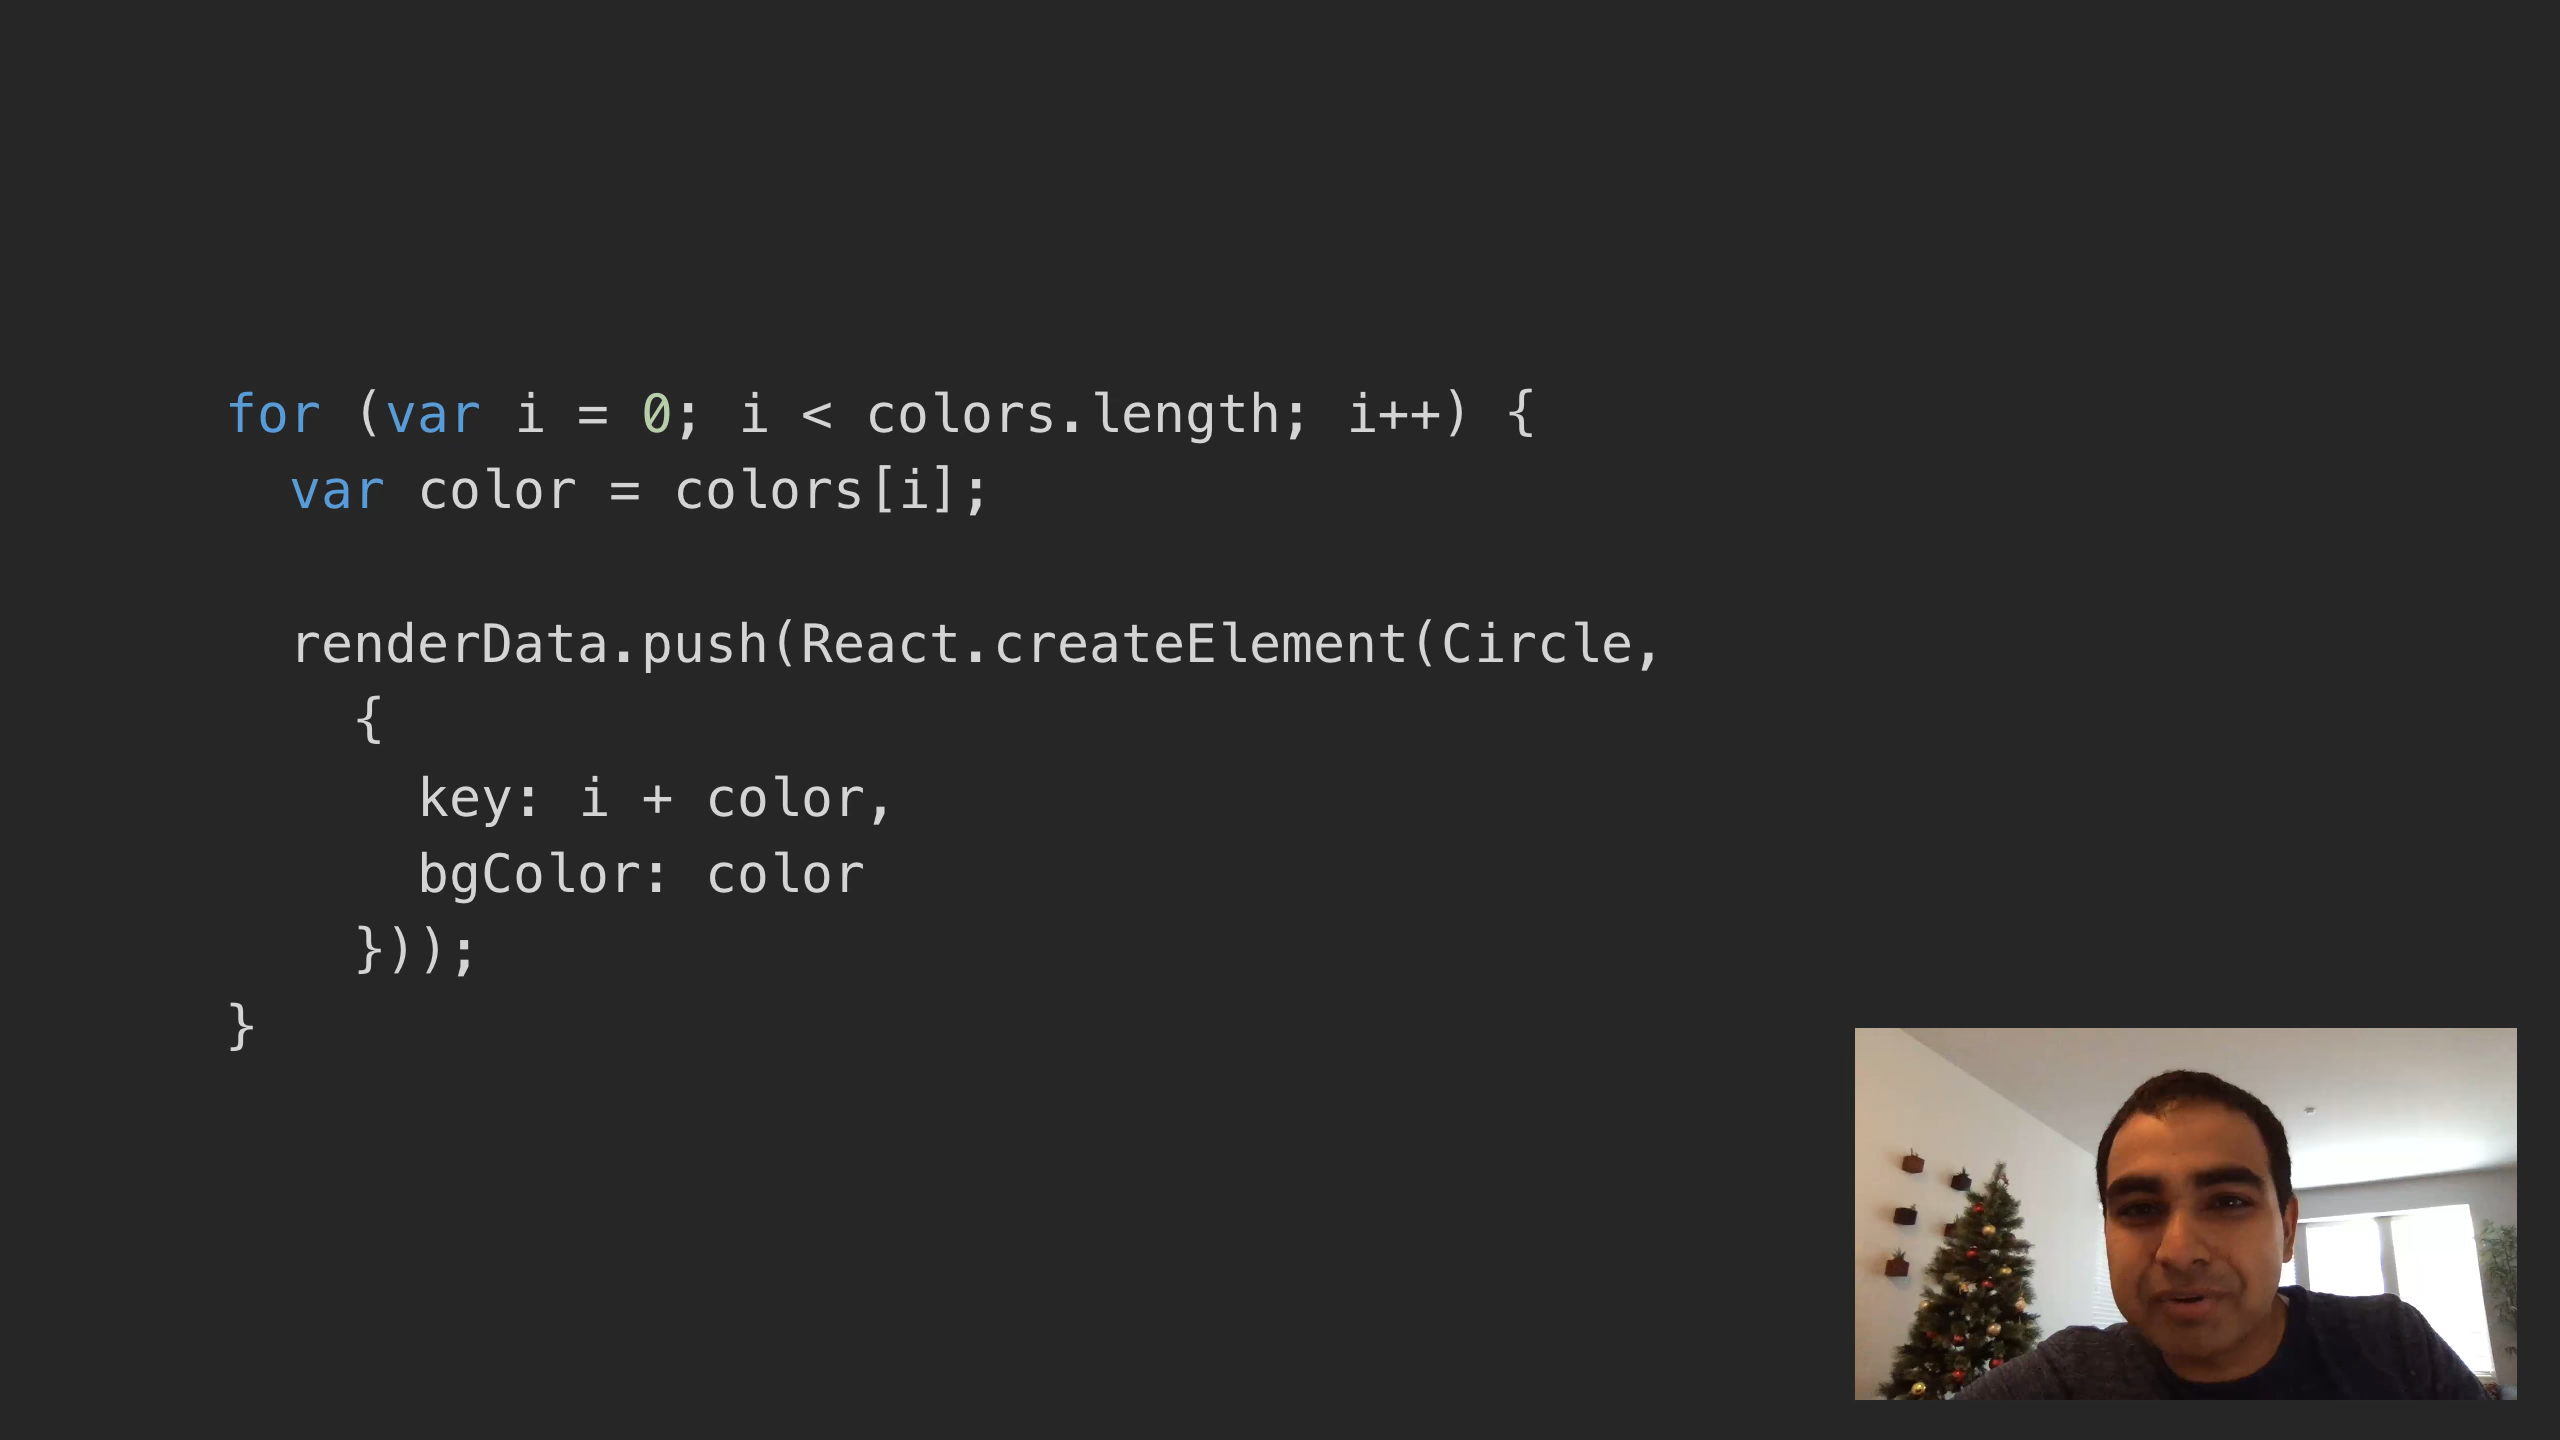 for (var i = 0; i < colors.length; i++) {
  var color = colors[i];

  renderData.push(React.createElement(Circle,
    {
      key: i + color,
      bgColor: color
    }));
}